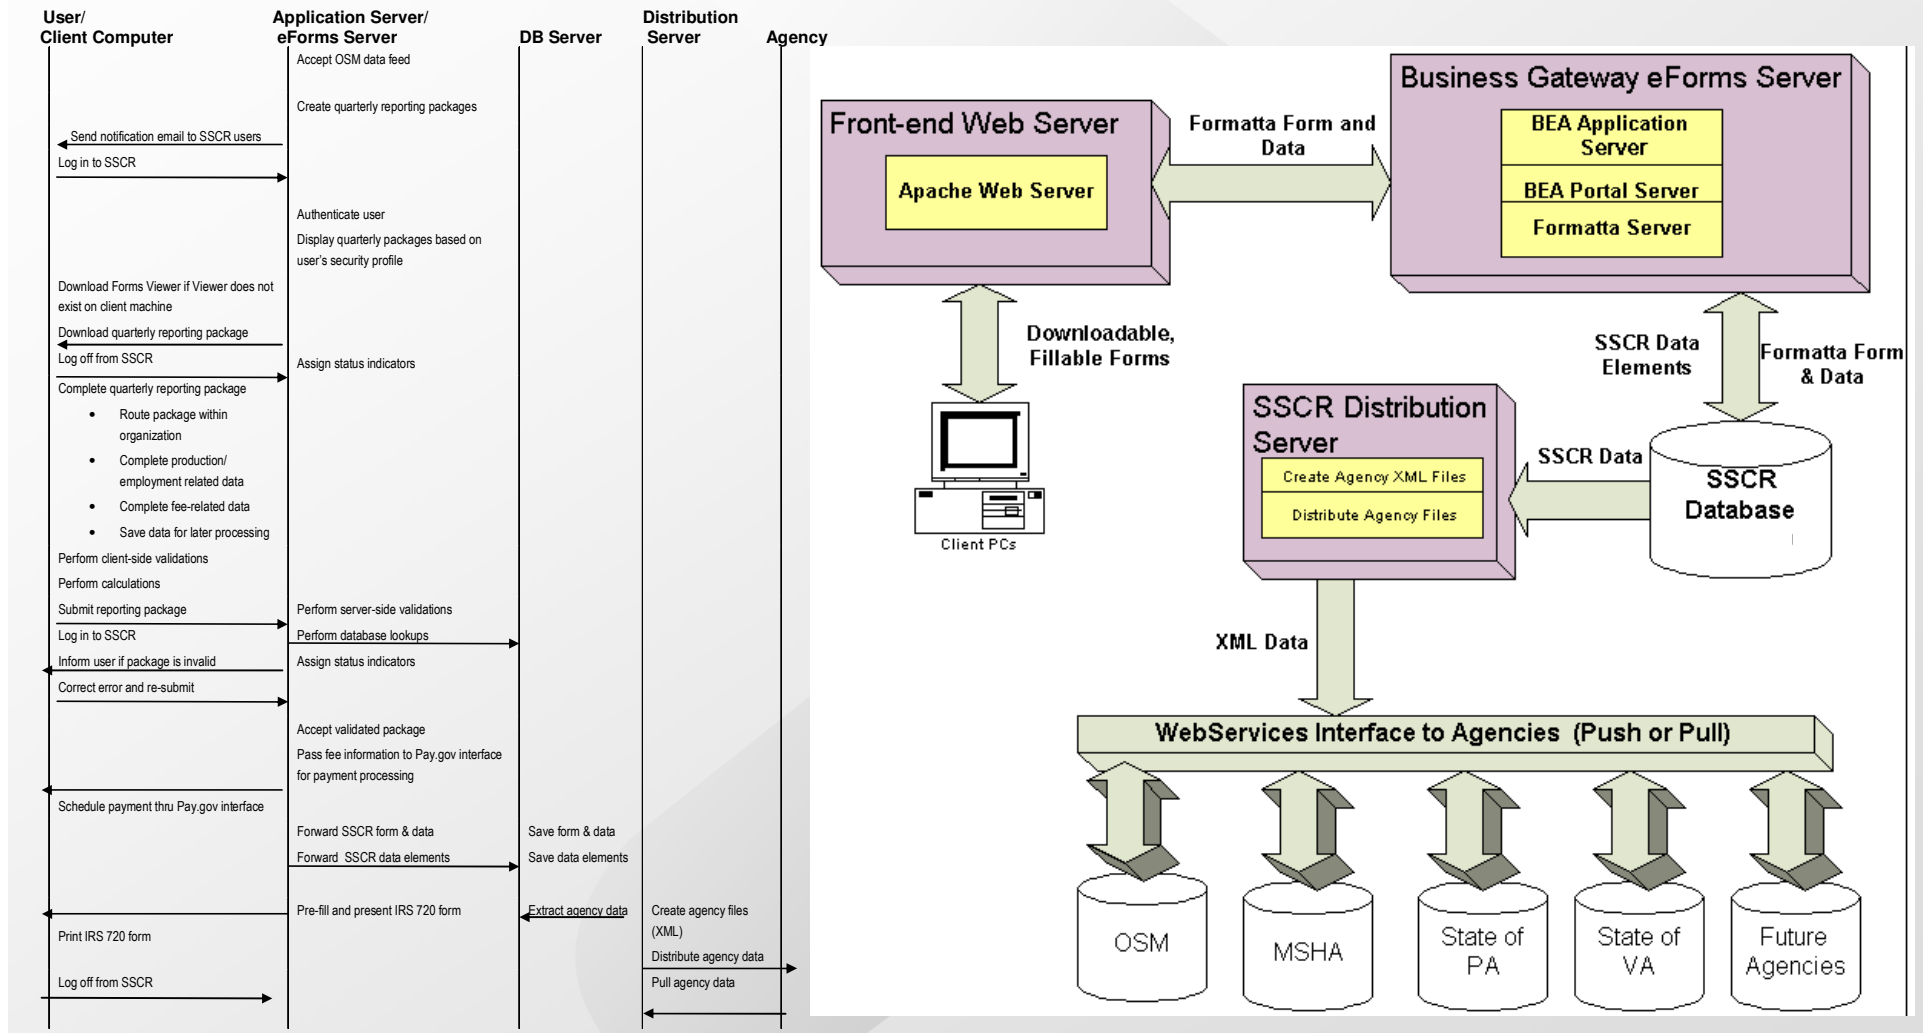 User/
Client Computer
Application Server/
eForms Server
DB Server
Distribution
Server
Agency
Accept OSM data feed
Create quarterly reporting packages
Send notification email to SSCR users
Log in to SSCR
Authenticate user
Display quarterly packages based on
user's security profile
Download Forms Viewer if Viewer does not
exist on client machine
Download quarterly reporting package
Log off from SSCR
Assign status indicators
Complete quarterly reporting package
• Route package within
organization
• Complete production/
employment related data
• Complete fee-related data
• Save data for later processing
Perform client-side validations
Perform calculations
Submit reporting package
Perform server-side validations
Log in to SSCR
Perform database lookups
Inform user if package is invalid
Assign status indicators
Correct error and re-submit
Accept validated package
Pass fee information to Pay.gov interface
for payment processing
Schedule payment thru Pay.gov interface
Forward SSCR form & data
Save form & data
Forward SSCR data elements
Save data elements
Pre-fill and present IRS 720 form
Extract agency data
Create agency files
(XML)
Print IRS 720 form
Distribute agency data
Log off from SSCR
Pull agency data
Front-end Web Server
Apache Web Server
Formatta Form and
Data
Business Gateway eForms Server
BEA Application
Server
BEA Portal Server
Formatta Server
Downloadable,
Fillable Forms
Client PCs
SSCR Data
Elements
Formatta Form
& Data
SSCR Distribution
Server
Create Agency XML Files
Distribute Agency Files
SSCR Data
SSCR
Database
XML Data
WebServices Interface to Agencies (Push or Pull)
OSM
MSHA
State of
PA
State of
VA
Future
Agencies